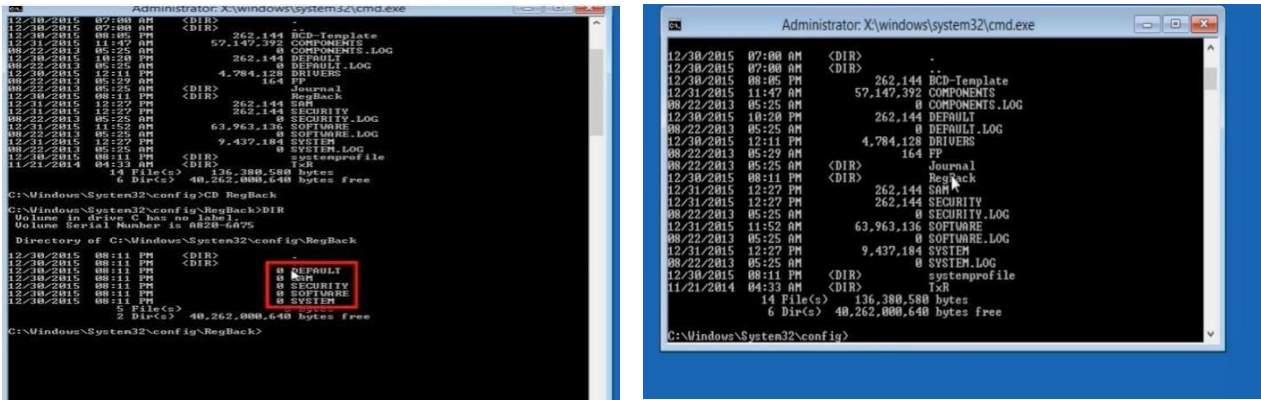 Administrator: X:\windows\system32\cmd.exe
12/30/2015 07:00 AM <DIR> .
12/30/2015 07:00 AM <DIR> ..
12/30/2015 08:05 PM 262,144 BCD-Template
12/31/2015 11:47 AM 57,147,392 COMPONENTS
08/22/2013 05:25 AM 0 COMPONENTS.LOG
12/30/2015 10:20 PM 262,144 DEFAULT
08/22/2013 05:25 AM 0 DEFAULT.LOG
12/30/2015 12:11 PM 4,784,128 DRIVERS
08/22/2013 05:29 AM 164 FP
08/22/2013 05:25 AM <DIR> Journal
12/30/2015 08:11 PM <DIR> RegBack
12/31/2015 12:27 PM 262,144 SAM
12/31/2015 12:27 PM 262,144 SECURITY
08/22/2013 05:25 AM 0 SECURITY.LOG
12/31/2015 11:52 AM 63,963,136 SOFTWARE
08/22/2013 05:25 AM 0 SOFTWARE.LOG
12/31/2015 12:27 PM 9,437,184 SYSTEM
08/22/2013 05:25 AM 0 SYSTEM.LOG
12/30/2015 08:11 PM <DIR> systemprofile
11/21/2014 04:33 AM <DIR> TxR
14 File(s) 136,380,580 bytes
6 Dir(s) 40,262,000,640 bytes free
C:\Windows\System32\config>CD RegBack
C:\Windows\System32\config\RegBack>DIR
Volume in drive C has no label.
Volume Serial Number is A820-6A75
Directory of C:\Windows\System32\config\RegBack
12/30/2015 08:11 PM <DIR> .
12/30/2015 08:11 PM <DIR> ..
12/30/2015 08:11 PM 0 DEFAULT
12/30/2015 08:11 PM 0 SAM
12/30/2015 08:11 PM 0 SECURITY
12/30/2015 08:11 PM 0 SOFTWARE
12/30/2015 08:11 PM 0 SYSTEM
5 File(s) 0 bytes
2 Dir(s) 40,262,000,640 bytes free
C:\Windows\System32\config\RegBack>
Administrator: X:\windows\system32\cmd.exe
12/30/2015 07:00 AM <DIR> .
12/30/2015 07:00 AM <DIR> ..
12/30/2015 08:05 PM 262,144 BCD-Template
12/31/2015 11:47 AM 57,147,392 COMPONENTS
08/22/2013 05:25 AM 0 COMPONENTS.LOG
12/30/2015 10:20 PM 262,144 DEFAULT
08/22/2013 05:25 AM 0 DEFAULT.LOG
12/30/2015 12:11 PM 4,784,128 DRIVERS
08/22/2013 05:29 AM 164 FP
08/22/2013 05:25 AM <DIR> Journal
12/30/2015 08:11 PM <DIR> RegBack
12/31/2015 12:27 PM 262,144 SAM
12/31/2015 12:27 PM 262,144 SECURITY
08/22/2013 05:25 AM 0 SECURITY.LOG
12/31/2015 11:52 AM 63,963,136 SOFTWARE
08/22/2013 05:25 AM 0 SOFTWARE.LOG
12/31/2015 12:27 PM 9,437,184 SYSTEM
08/22/2013 05:25 AM 0 SYSTEM.LOG
12/30/2015 08:11 PM <DIR> systemprofile
11/21/2014 04:33 AM <DIR> TxR
14 File(s) 136,380,580 bytes
6 Dir(s) 40,262,000,640 bytes free
C:\Windows\System32\config>